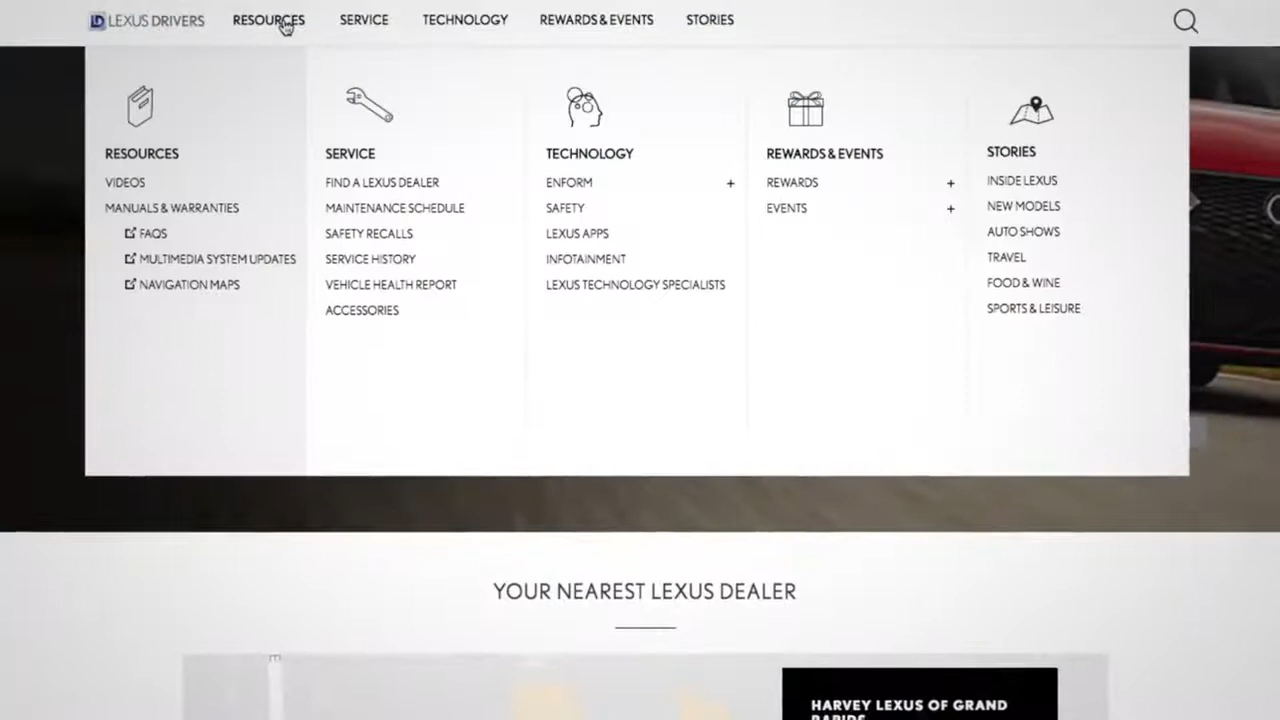 LD LEXUS DRIVERS RESOURCES SERVICE TECHNOLOGY REWARDS & EVENTS STORIES
RESOURCES
VIDEOS
MANUALS & WARRANTIES
FAQS
MULTIMEDIA SYSTEM UPDATES
NAVIGATION MAPS
SERVICE
FIND A LEXUS DEALER
MAINTENANCE SCHEDULE
SAFETY RECALLS
SERVICE HISTORY
VEHICLE HEALTH REPORT
ACCESSORIES
TECHNOLOGY
ENFORM +
SAFETY
LEXUS APPS
INFOTAINMENT
LEXUS TECHNOLOGY SPECIALISTS
REWARDS & EVENTS
REWARDS +
EVENTS +
STORIES
INSIDE LEXUS
NEW MODELS
AUTO SHOWS
TRAVEL
FOOD & WINE
SPORTS & LEISURE
YOUR NEAREST LEXUS DEALER
HARVEY LEXUS OF GRAND
RAPIDS